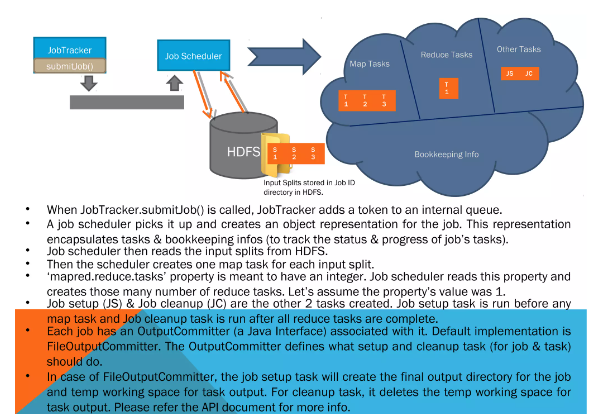 JobTracker
submitJob()
Job Scheduler
Map Tasks
Reduce Tasks
Other Tasks
T T T
1 2 3
T
1
JS JC
HDFS
S S S
1 2 3
Bookkeeping Info
Input Splits stored in Job ID
directory in HDFS.
• When JobTracker.submitJob() is called, JobTracker adds a token to an internal queue.
• A job scheduler picks it up and creates an object representation for the job. This representation
encapsulates tasks & bookkeeping infos (to track the status & progress of job's tasks).
• Job scheduler then reads the input splits from HDFS.
• Then the scheduler creates one map task for each input split.
• 'mapred.reduce.tasks' property is meant to have an integer. Job scheduler reads this property and
creates those many number of reduce tasks. Let's assume the property's value was 1.
• Job setup (JS) & Job cleanup (JC) are the other 2 tasks created. Job setup task is run before any
map task and Job cleanup task is run after all reduce tasks are complete.
• Each job has an OutputCommitter (a Java Interface) associated with it. Default implementation is
FileOutputCommitter. The OutputCommitter defines what setup and cleanup task (for job & task)
should do.
• In case of FileOutputCommitter, the job setup task will create the final output directory for the job
and temp working space for task output. For cleanup task, it deletes the temp working space for
task output. Please refer the API document for more info.